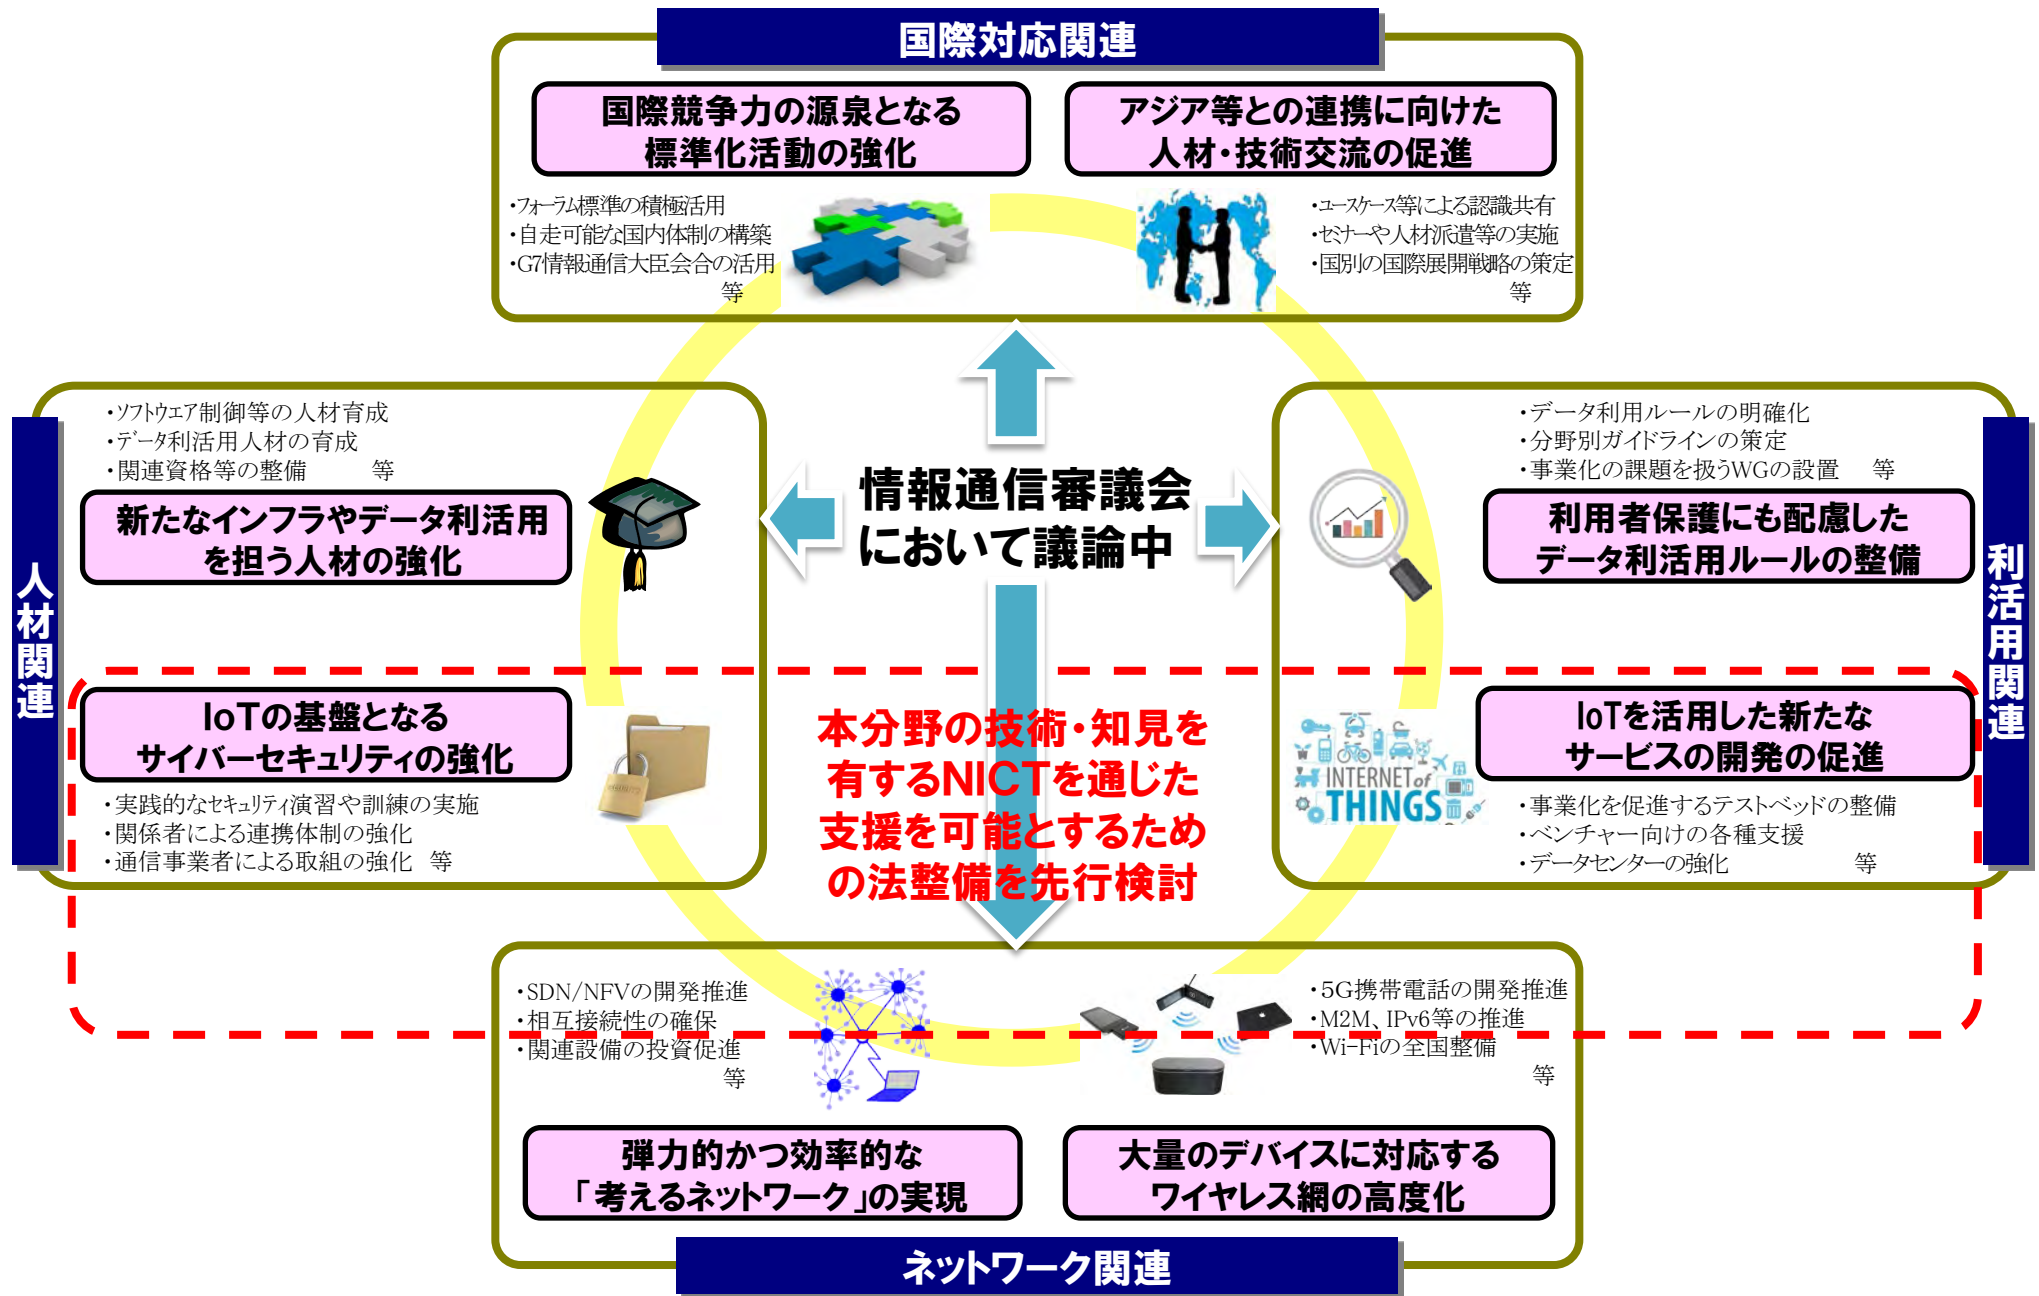 国際対応関連
国際競争力の源泉となる
標準化活動の強化
アジア等との連携に向けた
人材・技術交流の促進
・フォーラム標準の積極活用
・自走可能な国内体制の構築
・G7情報通信大臣会合の活用
等
・ユースケース等による認識共有
・セミナーや人材派遣等の実施
・国別の国際展開戦略の策定
等
人材関連
・ソフトウエア制御等の人材育成
・データ利活用人材の育成
・関連資格等の整備 等
新たなインフラやデータ利活用
を担う人材の強化
IoTの基盤となる
サイバーセキュリティの強化
・実践的なセキュリティ演習や訓練の実施
・関係者による連携体制の強化
・通信事業者による取組の強化 等
情報通信審議会
において議論中
本分野の技術・知見を
有するNICTを通じた
支援を可能とするため
の法整備を先行検討
利活用関連
・データ利用ルールの明確化
・分野別ガイドラインの策定
・事業化の課題を扱うWGの設置 等
利用者保護にも配慮した
データ利活用ルールの整備
IoTを活用した新たな
サービスの開発の促進
INTERNET of
THINGS
・事業化を促進するテストベッドの整備
・ベンチャー向けの各種支援
・データセンターの強化 等
・SDN/NFVの開発推進
・相互接続性の確保
・関連設備の投資促進
等
・5G携帯電話の開発推進
・M2M、IPv6等の推進
・Wi-Fiの全国整備
等
弾力的かつ効率的な
「考えるネットワーク」の実現
大量のデバイスに対応する
ワイヤレス網の高度化
ネットワーク関連